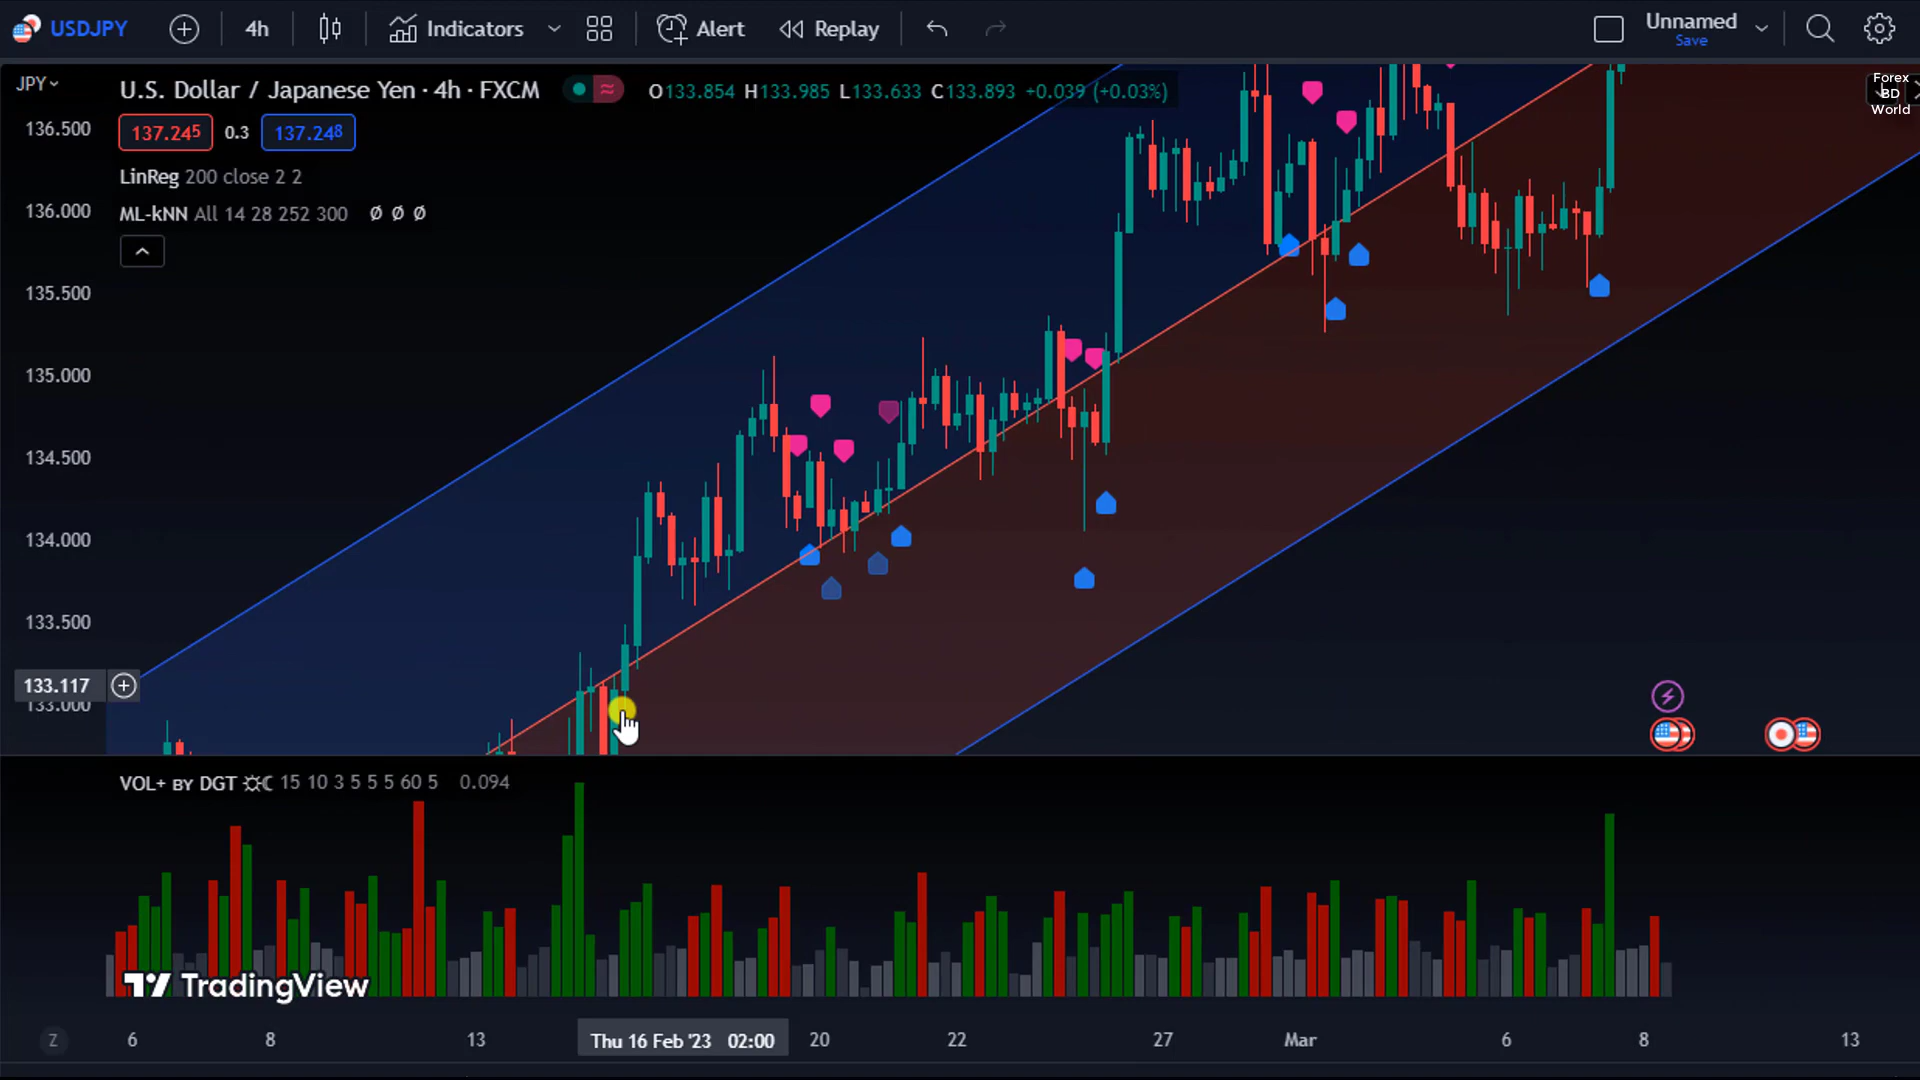 USDJPY 4h Indicators Alert Replay Unnamed
Save
JPY U.S. Dollar / Japanese Yen · 4h · FXCM O133.854 H133.985 L133.633 C133.893 +0.039 (+0.03%)
Forex
BD
World
137.245 0.3 137.248
LinReg 200 close 2 2
ML-kNN All 14 28 252 300 Ø Ø Ø
136.500
136.000
135.500
135.000
134.500
134.000
133.500
133.117
133.000
VOL+ BY DGT ☼☾ 15 10 3 5 5 5 60 5 0.094
TradingView
Z 6 8 13 Thu 16 Feb '23 02:00 20 22 27 Mar 6 8 13